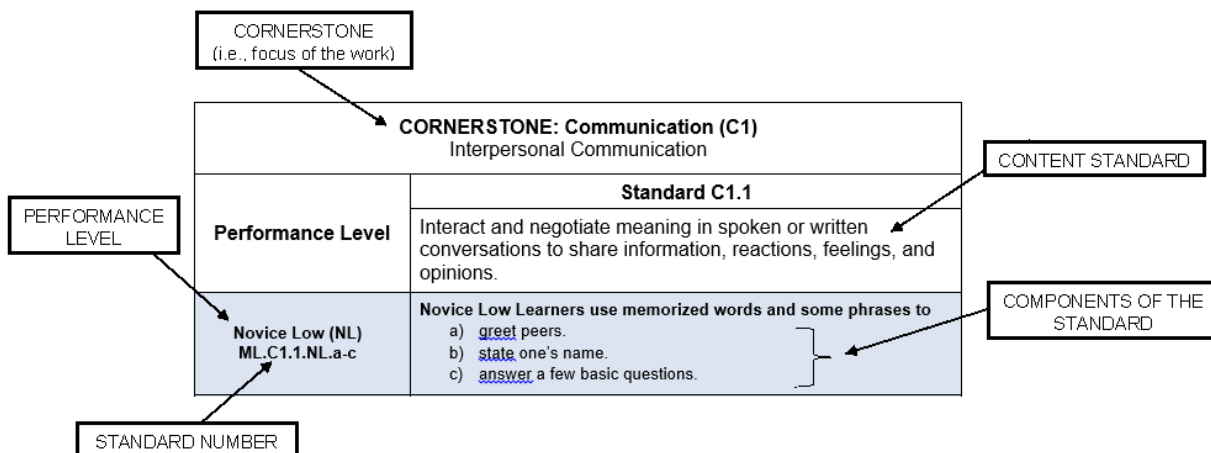 CORNERSTONE
(i.e., focus of the work)
CORNERSTONE: Communication (C1)
Interpersonal Communication
CONTENT STANDARD
PERFORMANCE
LEVEL
Performance Level
Standard C1.1
Interact and negotiate meaning in spoken or written
conversations to share information, reactions, feelings, and
opinions.
Novice Low (NL)
ML.C1.1.NL.a-c
Novice Low Learners use memorized words and some phrases to
a) greet peers.
b) state one's name.
c) answer a few basic questions.
COMPONENTS OF THE
STANDARD
STANDARD NUMBER